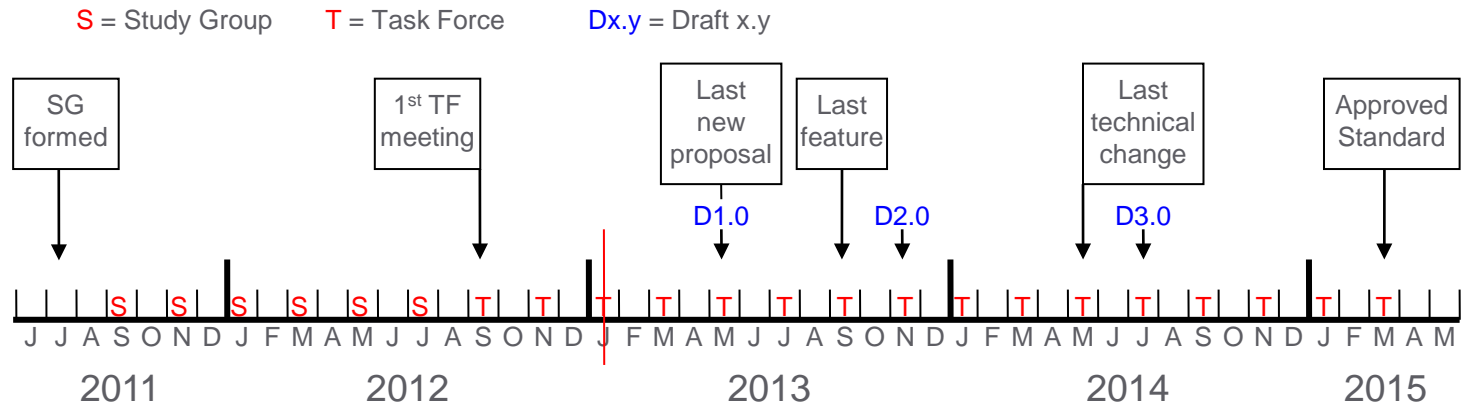 S = Study Group T = Task Force Dx.y = Draft x.y
SG formed
1st TF meeting
Last new proposal
Last feature
Last technical change
Approved Standard
D1.0 D2.0 D3.0
S S S S S S T T T T T T T T T T T T T T T T
J J A S O N D J F M A M J J A S O N D J F M A M J J A S O N D J F M A M J J A S O N D J F M A M
2011 2012 2013 2014 2015